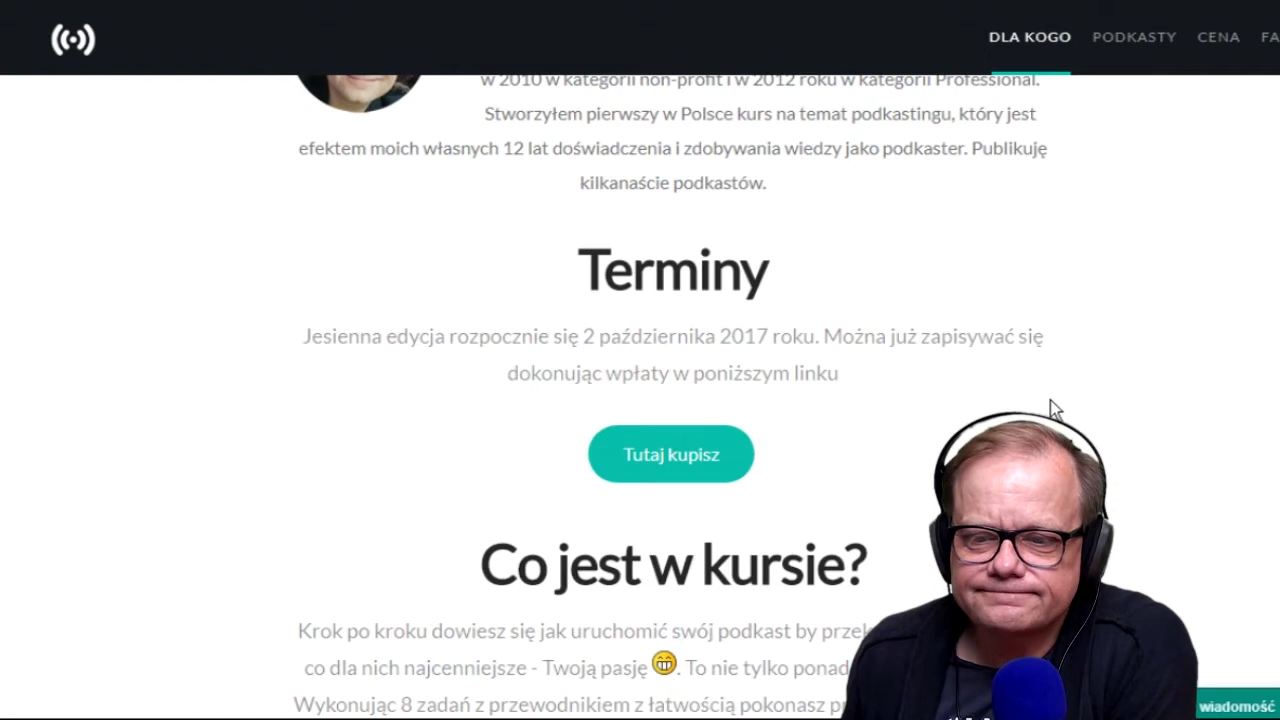 DLA KOGO PODKASTY CENA FA
w 2010 w kategorii non-profit i w 2012 roku w kategorii Professional.
Stworzyłem pierwszy w Polsce kurs na temat podkastingu, który jest
efektem moich własnych 12 lat doświadczenia i zdobywania wiedzy jako podkaster. Publikuję
kilkanaście podkastów.
Terminy
Jesienna edycja rozpocznie się 2 października 2017 roku. Można już zapisywać się
dokonując wpłaty w poniższym linku
Tutaj kupisz
Co jest w kursie?
Krok po kroku dowiesz się jak uruchomić swój podkast by
co dla nich najcenniejsze - Twoją pasję 😁. To nie tylko
Wykonując 8 zadań z przewodnikiem z łatwością pokonasz
wiadomość